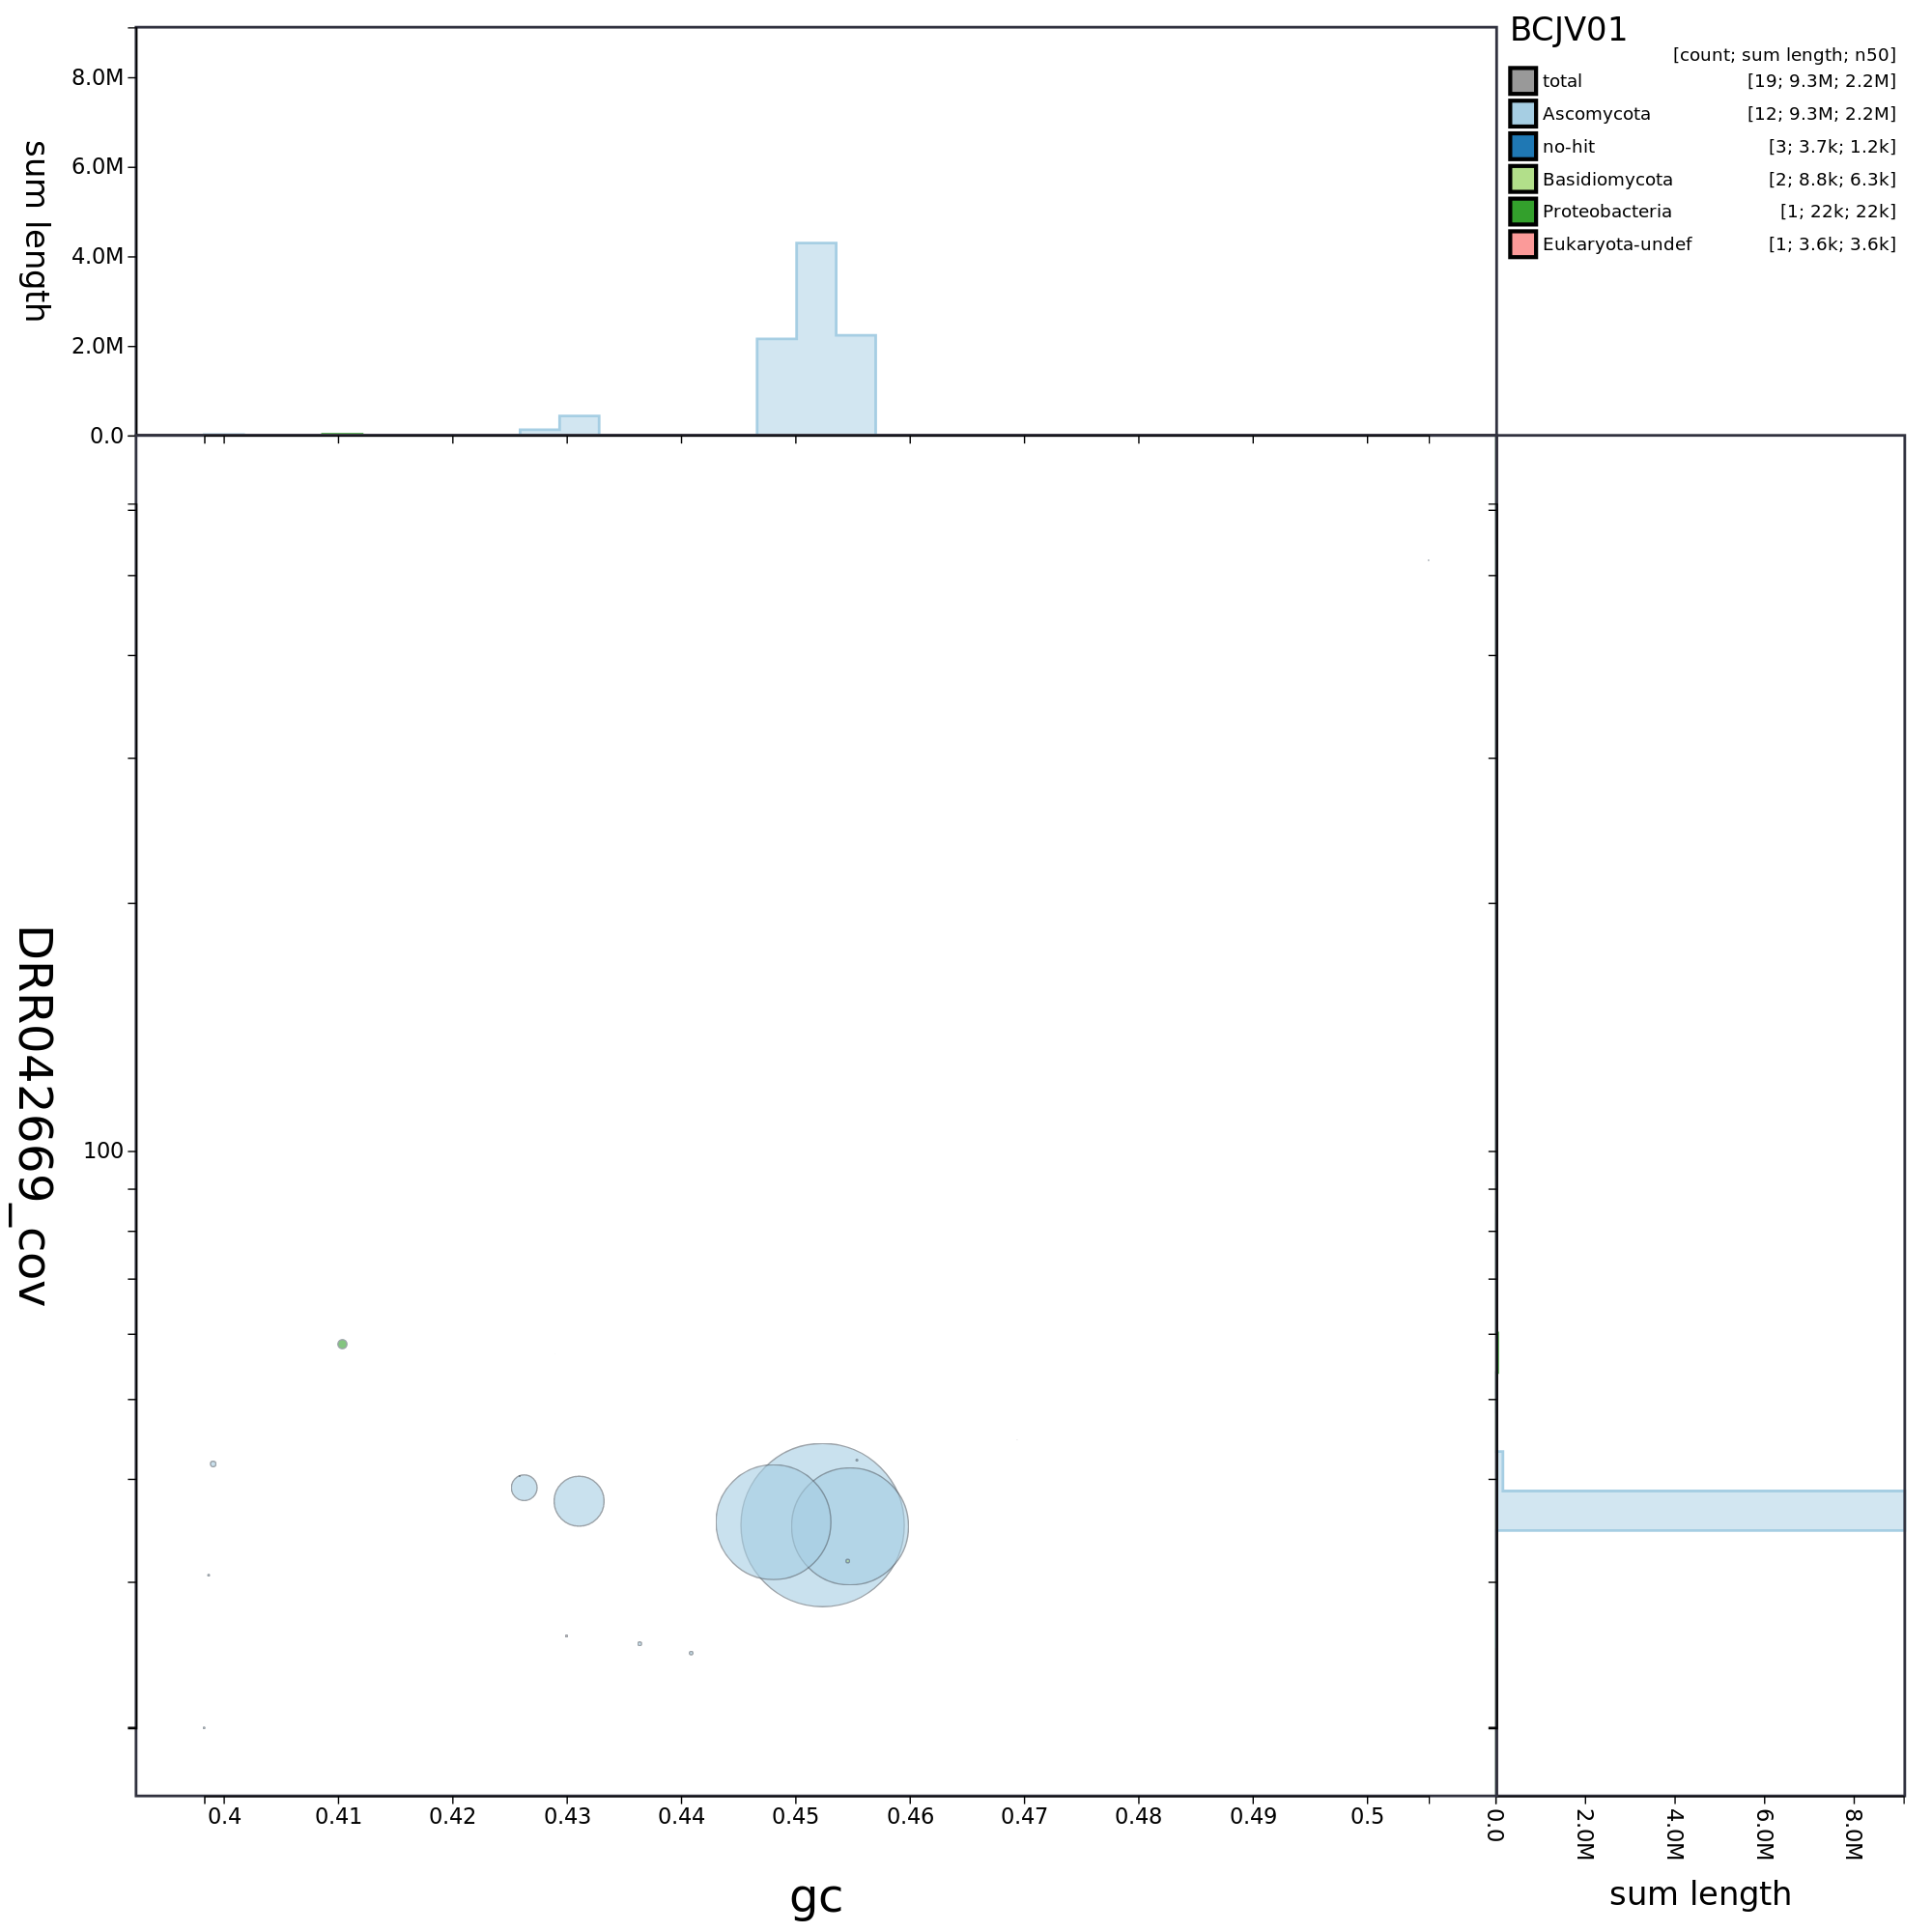 BCJV01
[count; sum length; n50]
total [19; 9.3M; 2.2M]
Ascomycota [12; 9.3M; 2.2M]
no-hit [3; 3.7k; 1.2k]
Basidiomycota [2; 8.8k; 6.3k]
Proteobacteria [1; 22k; 22k]
Eukaryota-undef [1; 3.6k; 3.6k]
sum length
8.0M
6.0M
4.0M
2.0M
0.0
DRR042669_cov
100
0.4 0.41 0.42 0.43 0.44 0.45 0.46 0.47 0.48 0.49 0.5
gc
0.0 2.0M 4.0M 6.0M 8.0M
sum length